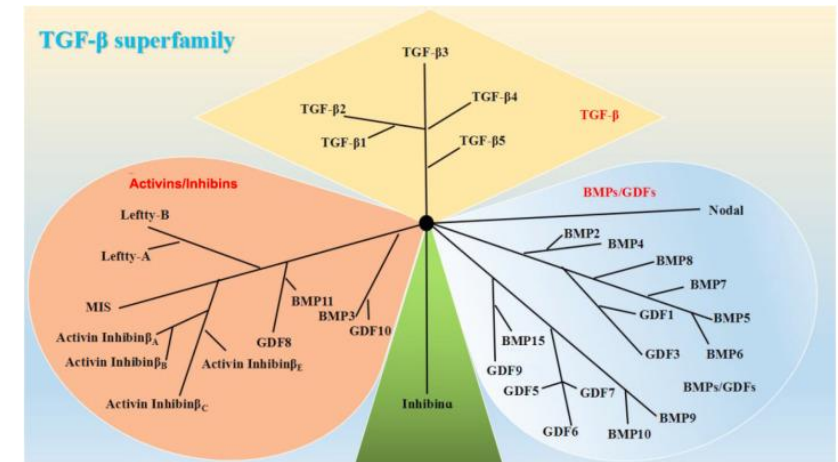 TGF-β superfamily
TGF-β3
TGF-β4
TGF-β2
TGF-β
TGF-β1
TGF-β5
Activins/Inhibins
BMPs/GDFs
Leftty-B
Nodal
BMP2
BMP4
Leftty-A
BMP8
BMP7
MIS
BMP11
BMP3
GDF1
BMP5
GDF10
Activin InhibinβA
GDF8
BMP15
GDF3
BMP6
Activin InhibinβB
Activin InhibinβE
GDF9
GDF5
GDF7
BMPs/GDFs
Activin InhibinβC
Inhibinα
BMP9
GDF6
BMP10